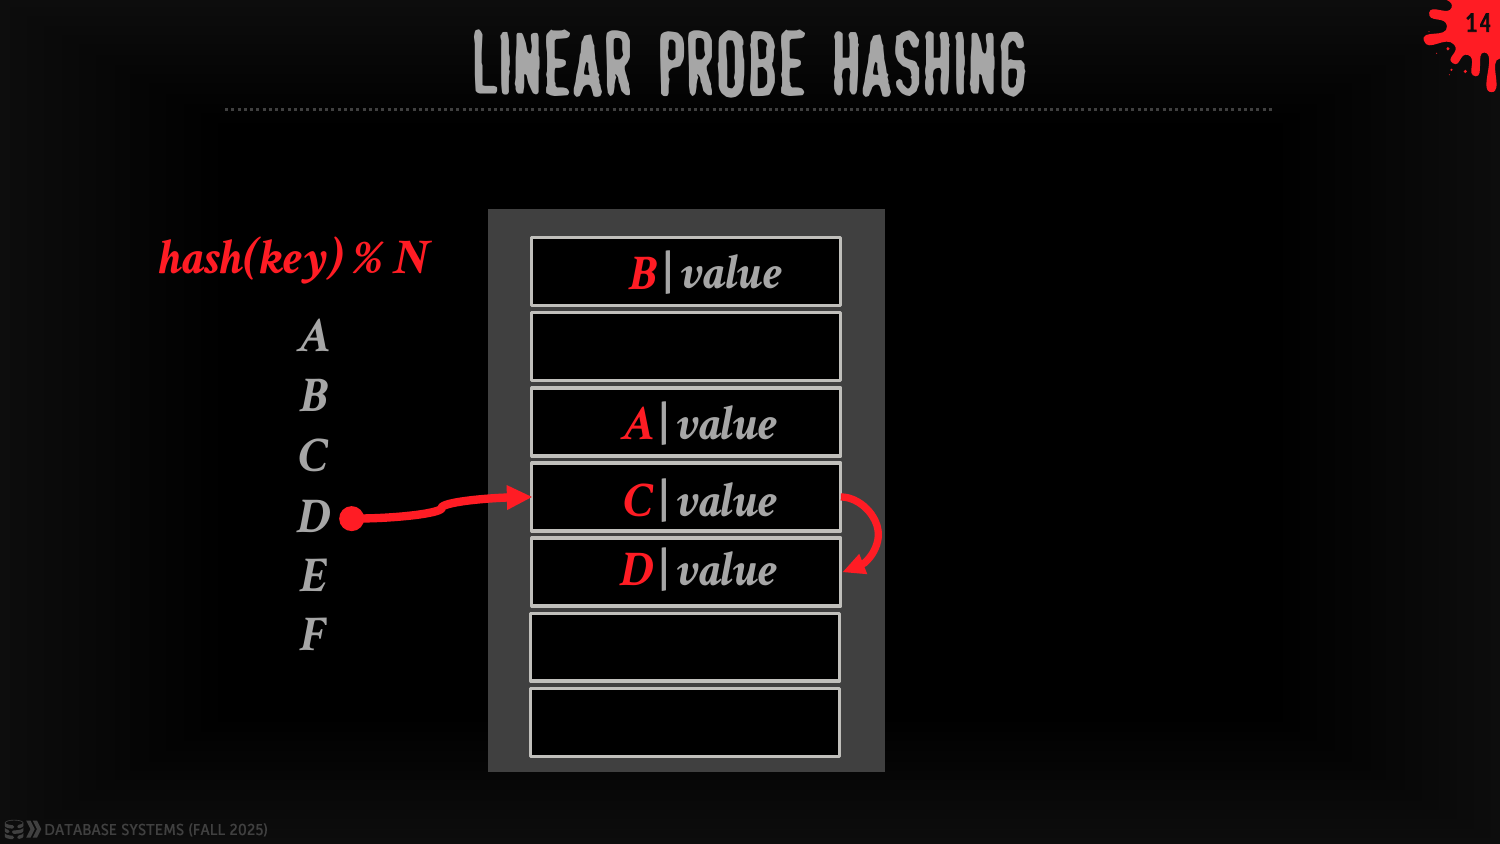 LINEAR PROBE HASHING
14
hash(key) % N
A
B
C
D
E
F
B|value
A|value
C|value
D|value
DATABASE SYSTEMS (FALL 2025)